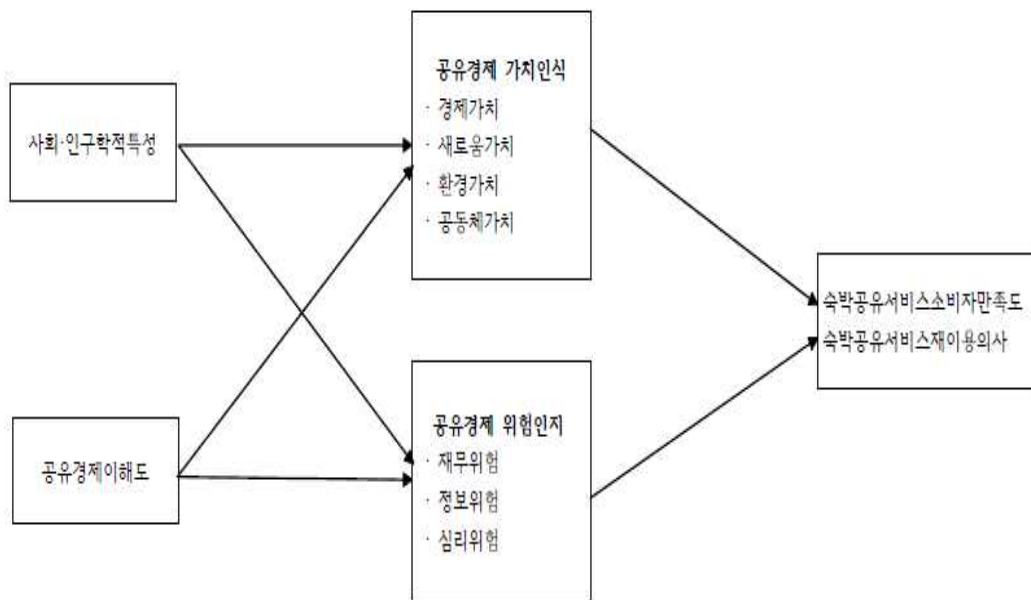 사회·인구학적특성
공유경제이해도
공유경제 가치인식
· 경제가치
· 새로움가치
· 환경가치
· 공동체가치
공유경제 위험인지
· 재무위험
· 정보위험
· 심리위험
숙박공유서비스소비자만족도
숙박공유서비스재이용의사